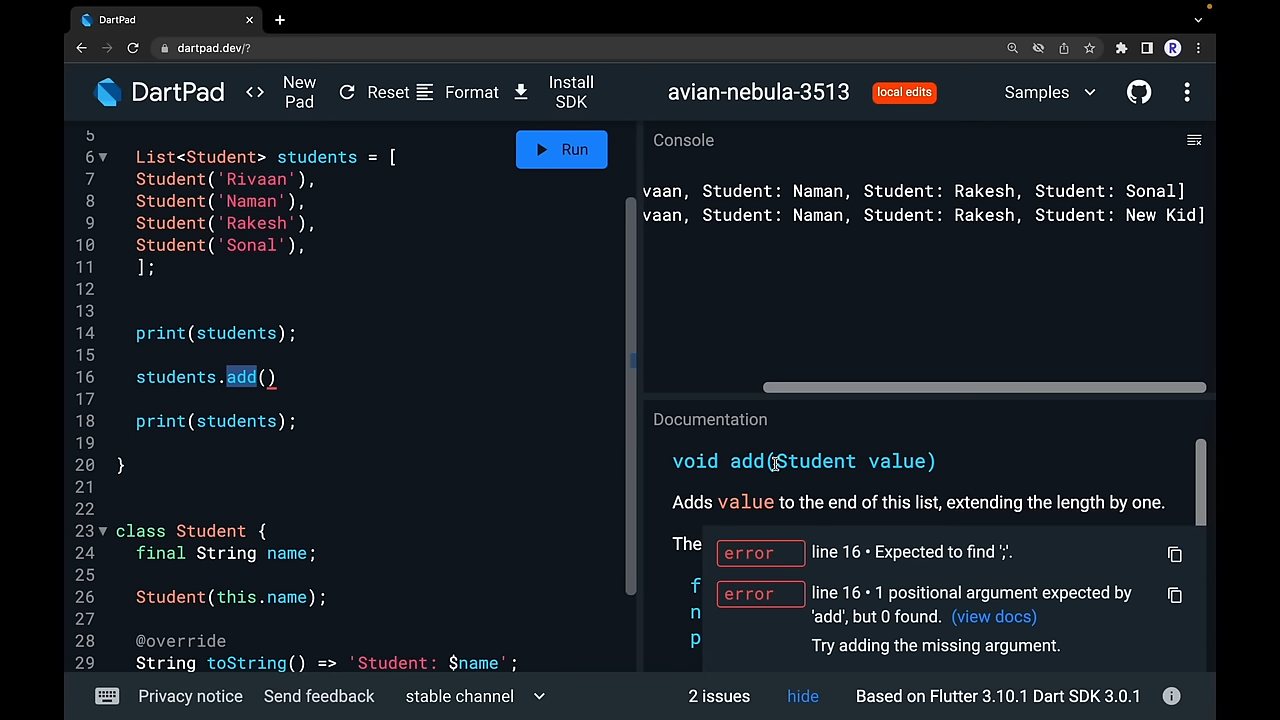 DartPad
dartpad.dev/?
R
DartPad
<> New Pad
Reset
Format
Install SDK
avian-nebula-3513
local edits
Samples
5
6 List<Student> students = [
7 Student('Rivaan'),
8 Student('Naman'),
9 Student('Rakesh'),
10 Student('Sonal'),
11 ];
12
13
14 print(students);
15
16 students.add()
17
18 print(students);
19
20 }
21
22
23 class Student {
24 final String name;
25
26 Student(this.name);
27
28 @override
29 String toString() => 'Student: $name';
Run
Console
vaan, Student: Naman, Student: Rakesh, Student: Sonal]
vaan, Student: Naman, Student: Rakesh, Student: New Kid]
Documentation
void add(Student value)
Adds value to the end of this list, extending the length by one.
The
f
n
p
error line 16 • Expected to find ';'.
error line 16 • 1 positional argument expected by
'add', but 0 found. (view docs)
Try adding the missing argument.
Privacy notice
Send feedback
stable channel
2 issues
hide
Based on Flutter 3.10.1 Dart SDK 3.0.1